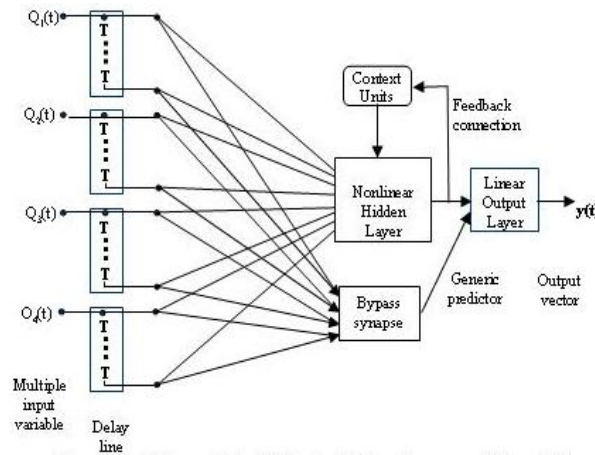 Q1(t)
T
T
Q2(t)
T
T
Q3(t)
T
T
Q4(t)
T
T
Context
Units
Feedback
connection
Nonlinear
Hidden
Layer
Linear
Output
Layer
y(t)
Bypass
synapse
Generic
predictor
Output
vector
Multiple
input
variable
Delay
line